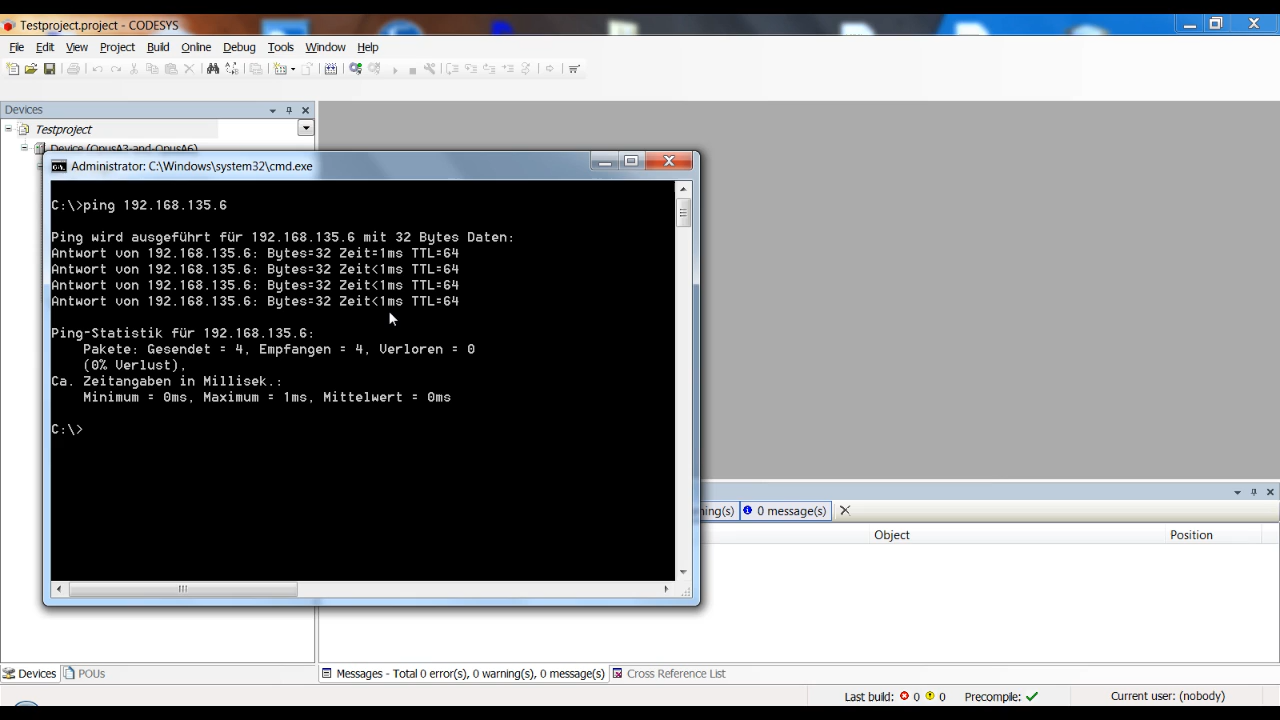 Testproject.project - CODESYS
File Edit View Project Build Online Debug Tools Window Help
Devices
Testproject
Device (OpusA3-and-OpusA6)
Administrator: C:\Windows\system32\cmd.exe
C:\>ping 192.168.135.6
Ping wird ausgeführt für 192.168.135.6 mit 32 Bytes Daten:
Antwort von 192.168.135.6: Bytes=32 Zeit=1ms TTL=64
Antwort von 192.168.135.6: Bytes=32 Zeit<1ms TTL=64
Antwort von 192.168.135.6: Bytes=32 Zeit<1ms TTL=64
Antwort von 192.168.135.6: Bytes=32 Zeit<1ms TTL=64
Ping-Statistik für 192.168.135.6:
Pakete: Gesendet = 4, Empfangen = 4, Verloren = 0
(0% Verlust),
Ca. Zeitangaben in Millisek.:
Minimum = 0ms, Maximum = 1ms, Mittelwert = 0ms
C:\>
ning(s) 0 message(s)
Object Position
Devices POUs
Messages - Total 0 error(s), 0 warning(s), 0 message(s) Cross Reference List
Last build: 0 0 Precompile: Current user: (nobody)